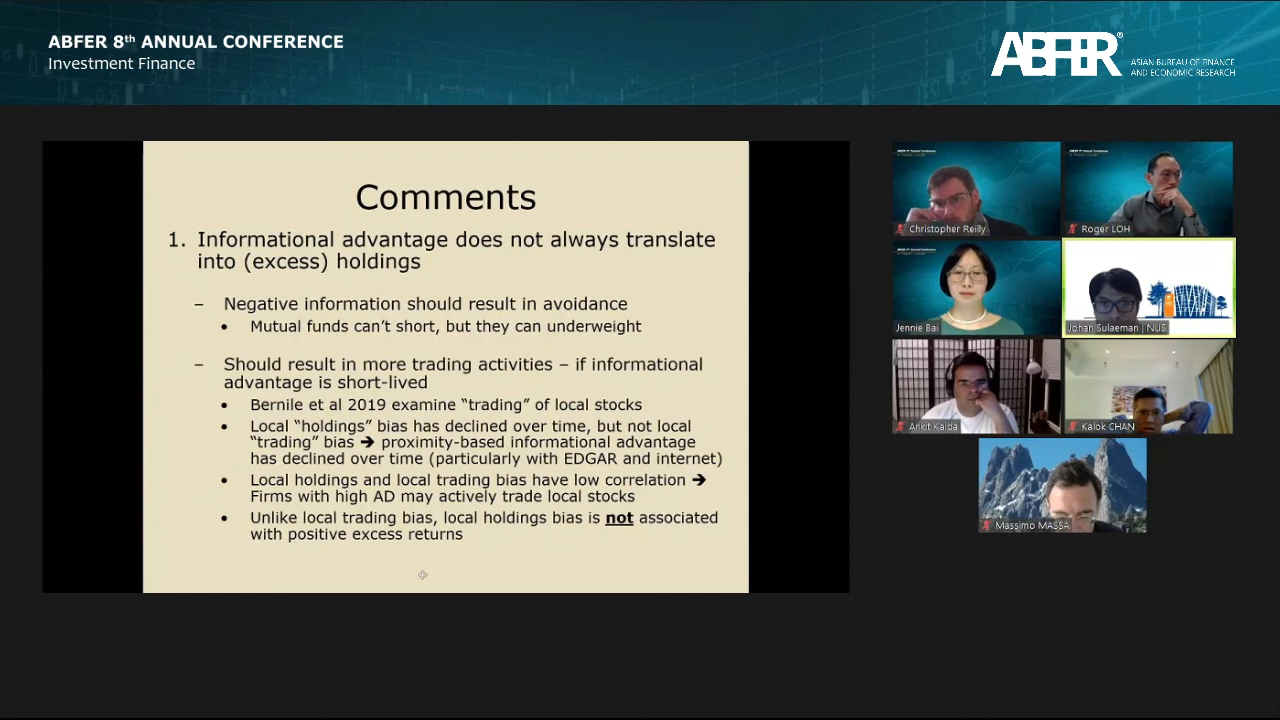 ABFER 8th ANNUAL CONFERENCE
Investment Finance
ABFER®
ASIAN BUREAU OF FINANCE
AND ECONOMIC RESEARCH
Comments
1. Informational advantage does not always translate
into (excess) holdings
– Negative information should result in avoidance
• Mutual funds can't short, but they can underweight
– Should result in more trading activities – if informational
advantage is short-lived
• Bernile et al 2019 examine “trading” of local stocks
• Local “holdings” bias has declined over time, but not local
“trading” bias ➔ proximity-based informational advantage
has declined over time (particularly with EDGAR and internet)
• Local holdings and local trading bias have low correlation ➔
Firms with high AD may actively trade local stocks
• Unlike local trading bias, local holdings bias is not associated
with positive excess returns
Christopher Reilly
Roger LOH
Jennie Bai
Johan Sulaeman | NUS
Ankit Kalda
Kalok CHAN
Massimo MASSA